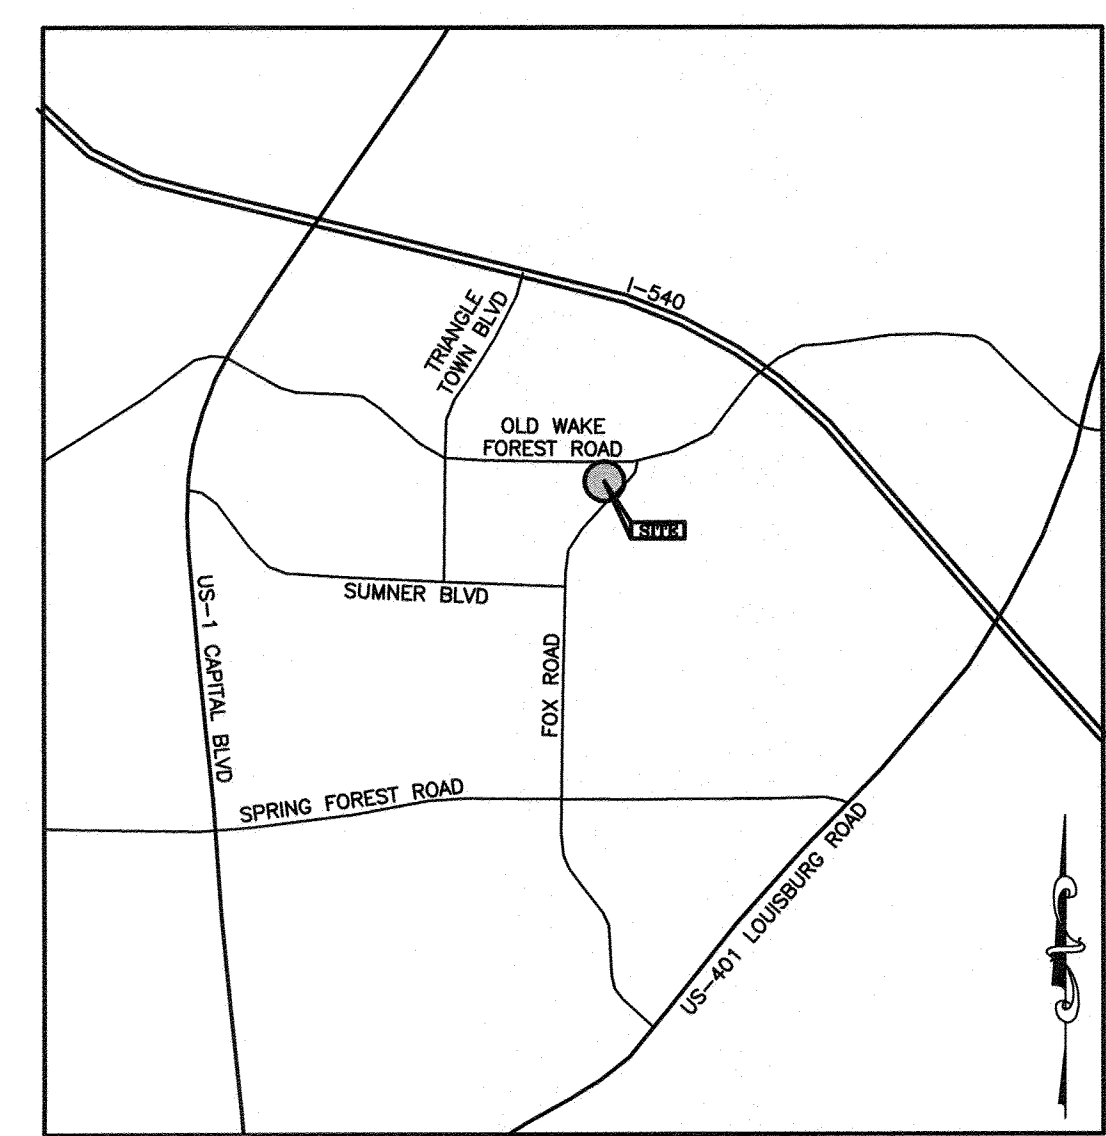 I-540
TRIANGLE
TOWN BLVD
OLD WAKE
FOREST ROAD
SITE
SUMNER BLVD
US-1 CAPITAL BLVD
FOX ROAD
SPRING FOREST ROAD
US-401 LOUISBURG ROAD